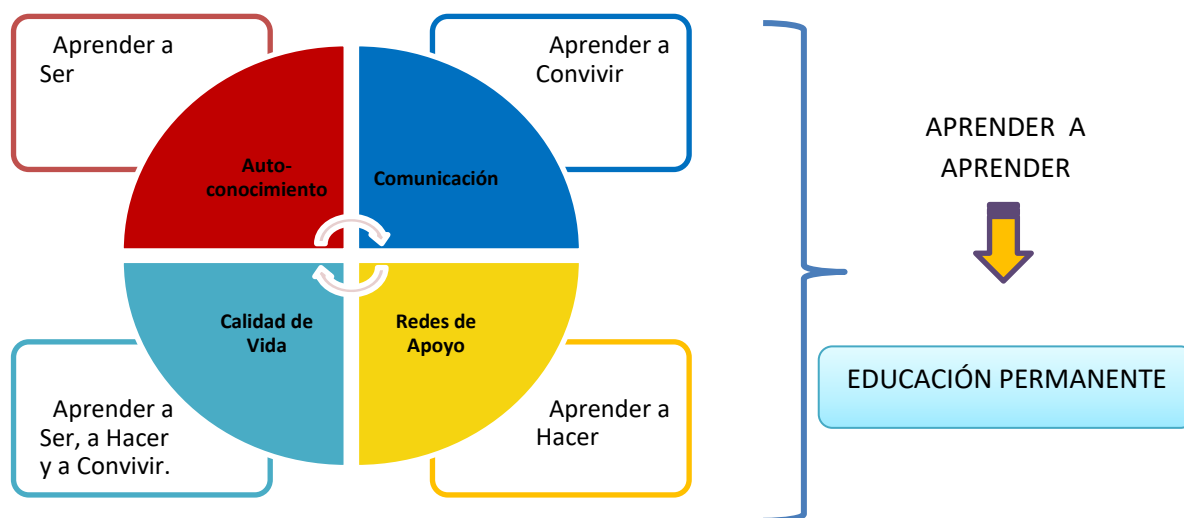 Aprender a
Ser
Aprender a
Convivir
Auto-
conocimiento
Comunicación
Calidad de
Vida
Redes de
Apoyo
Aprender a
Ser, a Hacer
y a Convivir.
Aprender a
Hacer
APRENDER A
APRENDER
EDUCACIÓN PERMANENTE